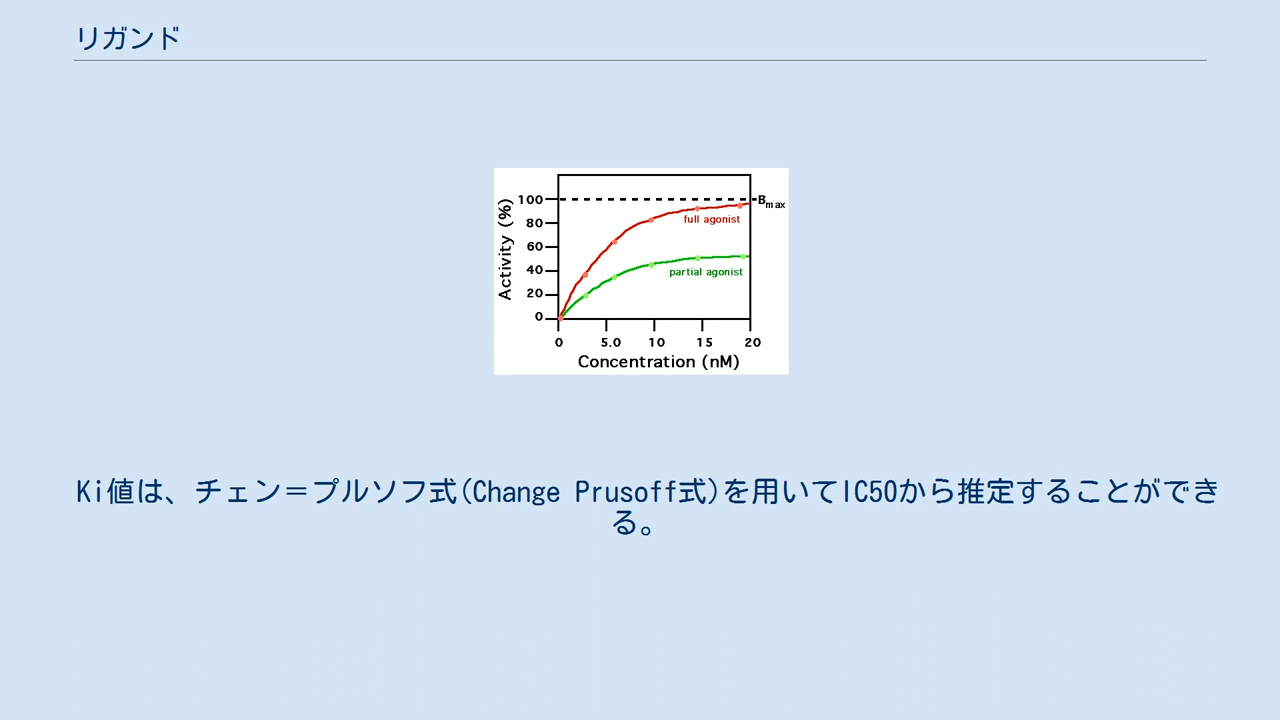 リガンド
Activity (%)
100
80
60
40
20
0
Bmax
full agonist
partial agonist
0 5.0 10 15 20
Concentration (nM)
Ki値は、チェン＝プルソフ式(Change Prusoff式)を用いてIC50から推定することができ
る。